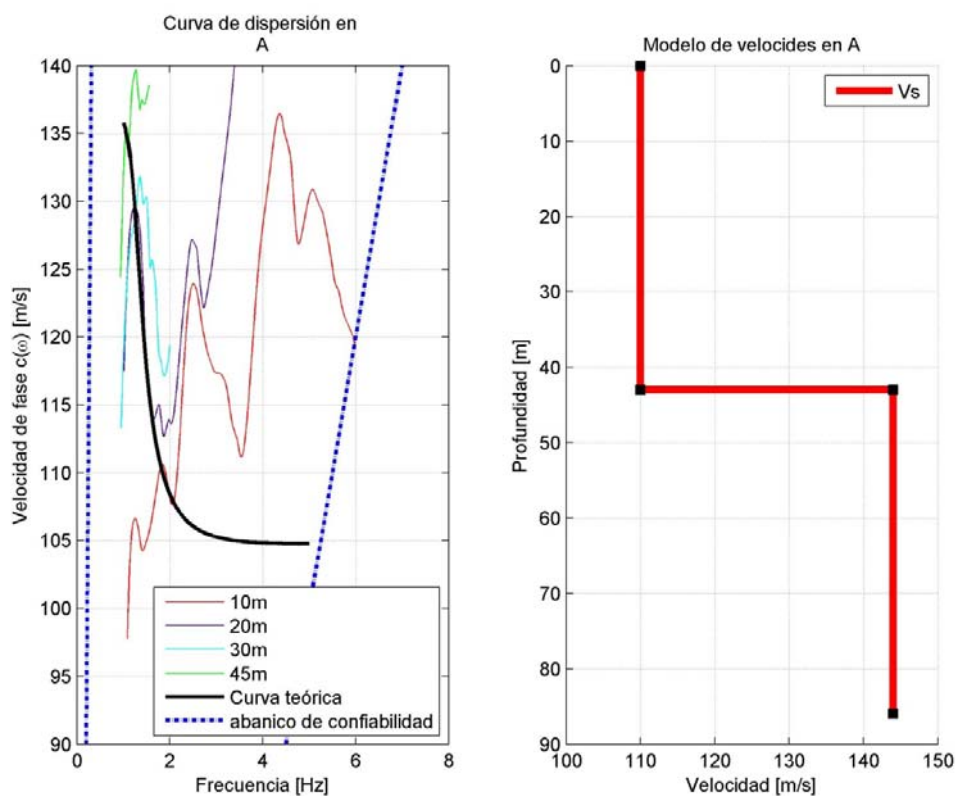 Curva de dispersión en
A
140
135
130
125
120
115
110
105
100
95
90
Velocidad de fase c(ω) [m/s]
10m
20m
30m
45m
Curva teórica
abanico de confiabilidad
0 2 4 6 8
Frecuencia [Hz]
Modelo de velocides en A
0
10
20
30
40
50
60
70
80
90
Profundidad [m]
Vs
100 110 120 130 140 150
Velocidad [m/s]